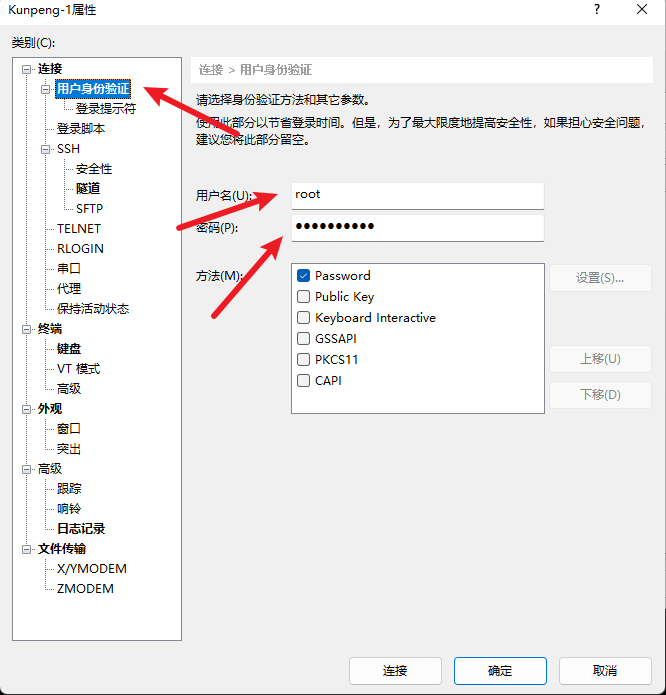 Kunpeng-1属性
?
类别(C):
连接
用户身份验证
登录提示符
登录脚本
SSH
安全性
隧道
SFTP
TELNET
RLOGIN
串口
代理
保持活动状态
终端
键盘
VT 模式
高级
外观
窗口
突出
高级
跟踪
响铃
日志记录
文件传输
X/YMODEM
ZMODEM
连接 > 用户身份验证
请选择身份验证方法和其它参数。
使用此部分以节省登录时间。但是，为了最大限度地提高安全性，如果担心安全问题，
建议您将此部分留空。
用户名(U):
root
密码(P):
●●●●●●●●●●
方法(M):
Password
Public Key
Keyboard Interactive
GSSAPI
PKCS11
CAPI
设置(S)...
上移(U)
下移(D)
连接
确定
取消